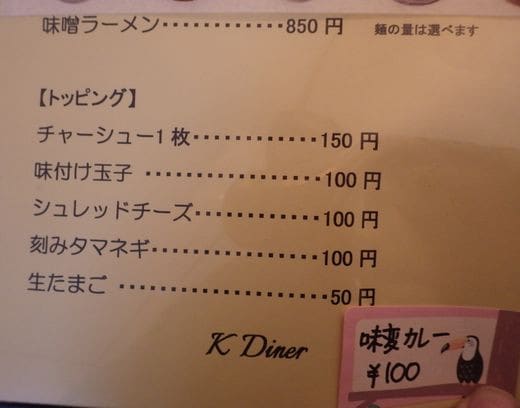 味噌ラーメン・・・・・・・・・・・・850 円 麺の量は選べます
【トッピング】
チャーシュー1 枚・・・・・・・・・・・・150 円
味付け玉子 ・・・・・・・・・・・・・・・・・100 円
シュレッドチーズ・・・・・・・・・・・・100 円
刻みタマネギ・・・・・・・・・・・・・・・・100 円
生たまご ・・・・・・・・・・・・・・・・・・・・50 円
K Diner
味変カレー
¥100